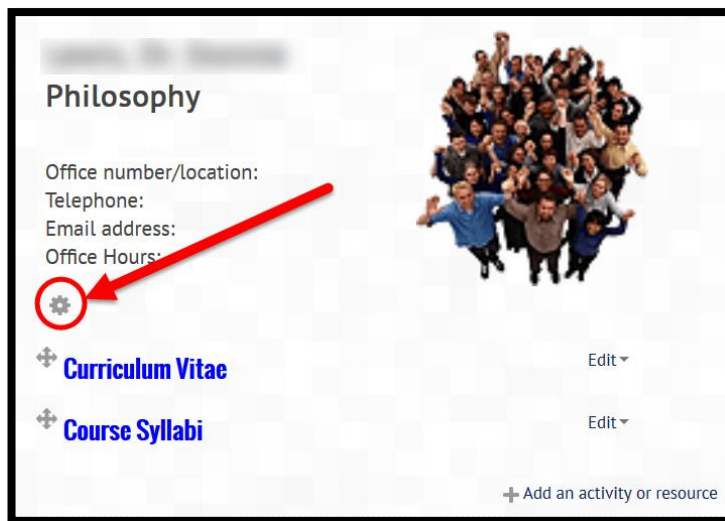 Philosophy
Office number/location:
Telephone:
Email address:
Office Hours:
Curriculum Vitae
Edit
Course Syllabi
Edit
Add an activity or resource